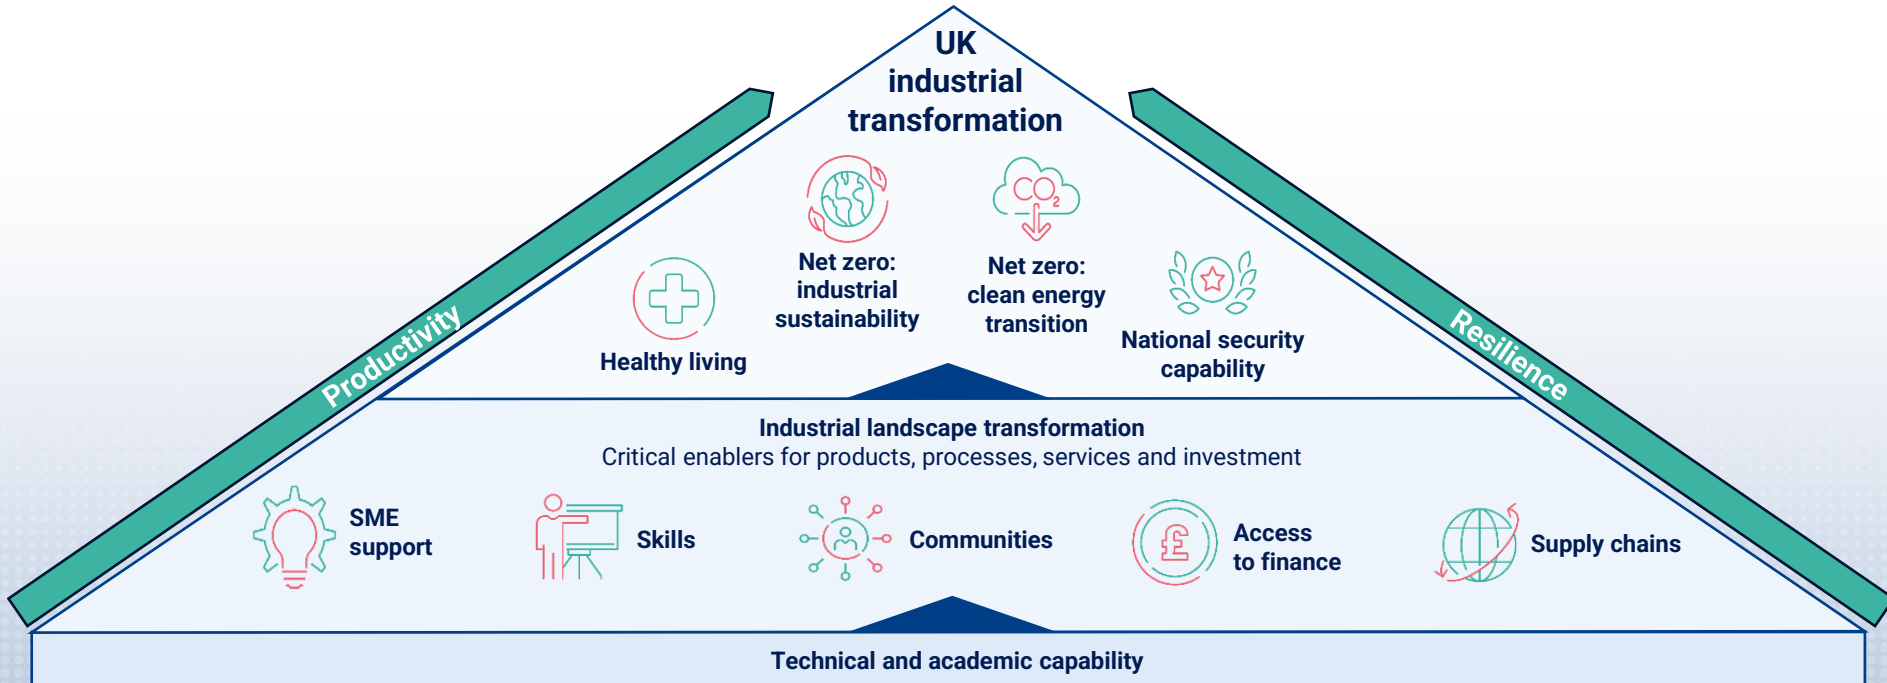 UK
industrial
transformation
Productivity
Resilience
CO2
Healthy living
Net zero:
industrial
sustainability
Net zero:
clean energy
transition
National security
capability
Industrial landscape transformation
Critical enablers for products, processes, services and investment
SME
support
Skills
Communities
£
Access
to finance
Supply chains
Technical and academic capability